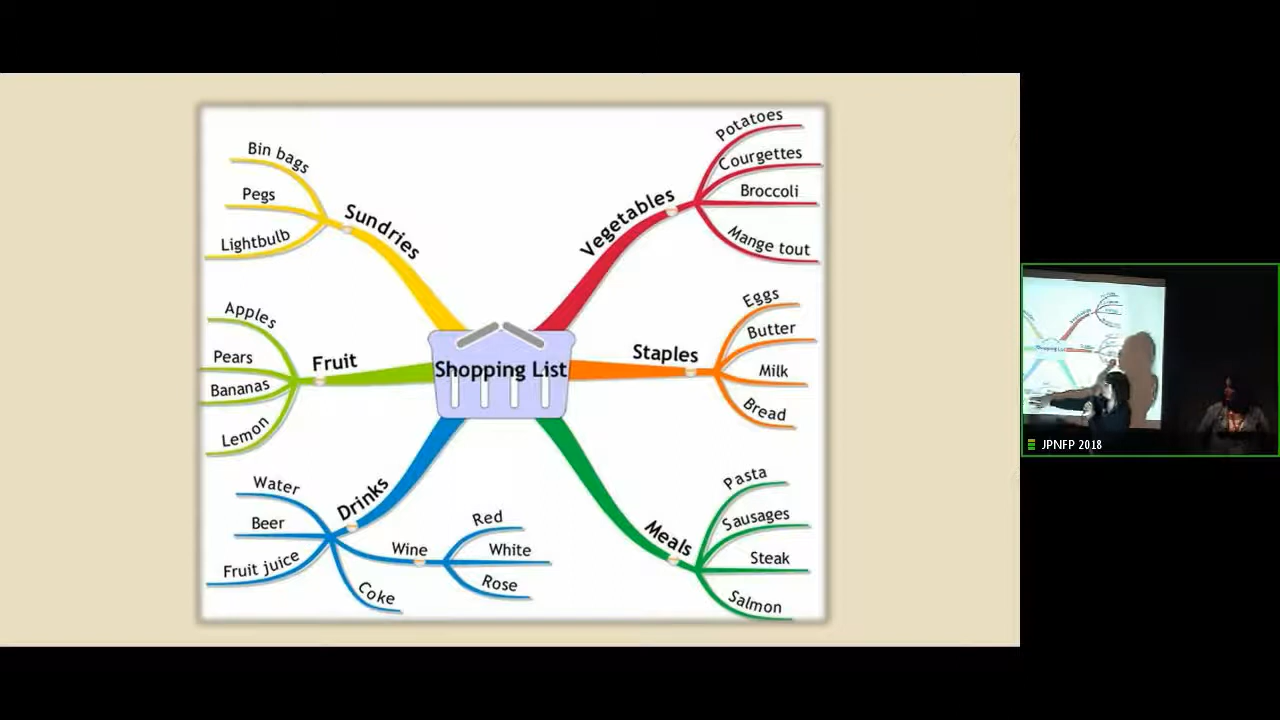 Shopping List
Vegetables
Potatoes
Courgettes
Broccoli
Mange tout
Staples
Eggs
Butter
Milk
Bread
Meals
Pasta
Sausages
Steak
Salmon
Drinks
Water
Beer
Fruit juice
Coke
Wine
Red
White
Rose
Fruit
Apples
Pears
Bananas
Lemon
Sundries
Bin bags
Pegs
Lightbulb
JPNFP 2018